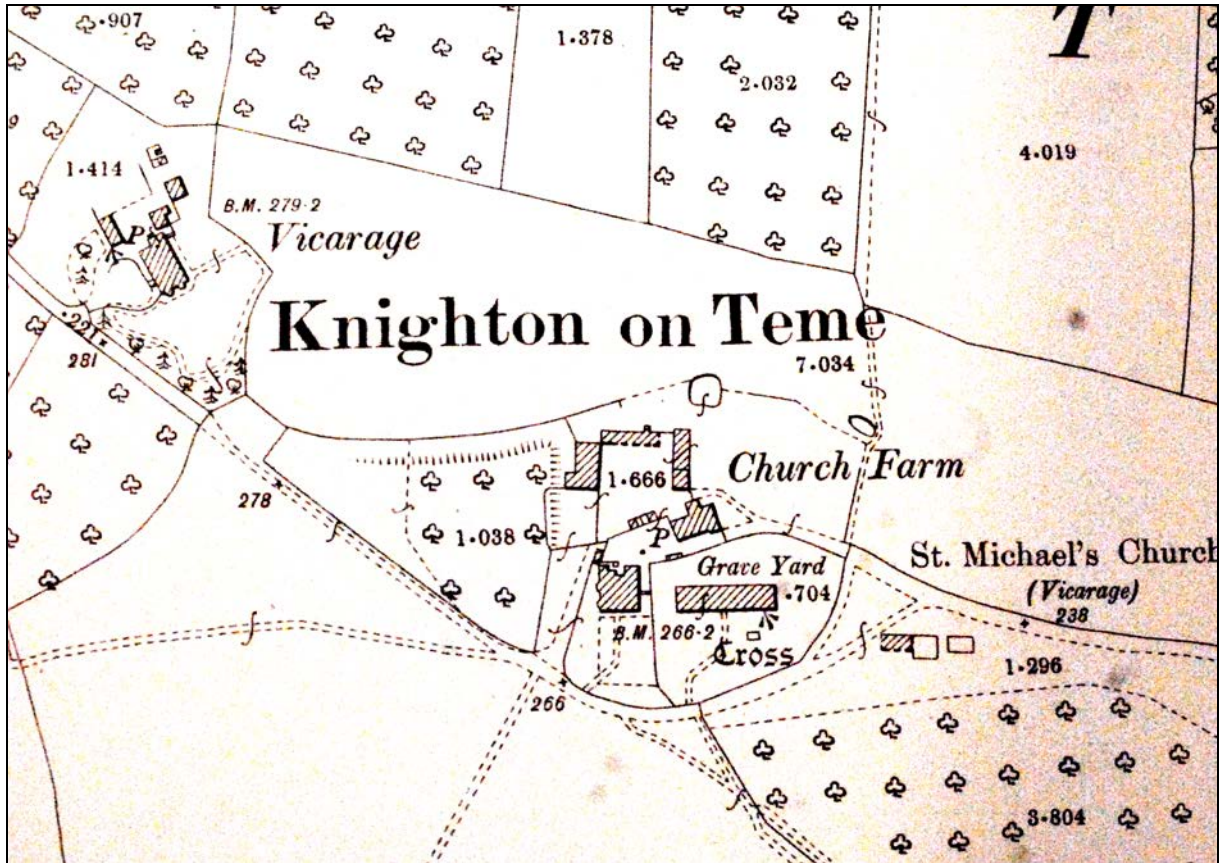 ·907
1·378
T
2·032
4·019
1·414
B.M. 279·2
P
Vicarage
Knighton on Teme
7·034
·221
281
Church Farm
1·666
278
1·038
P
Grave Yard
St. Michael's Church
(Vicarage)
·704
238
B.M. 266·2
Cross
1·296
266
3·804